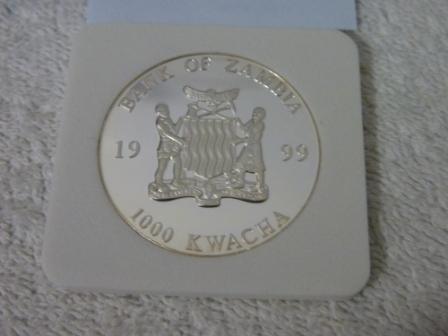 BANK OF ZAMBIA
19 99
1000 KWACHA